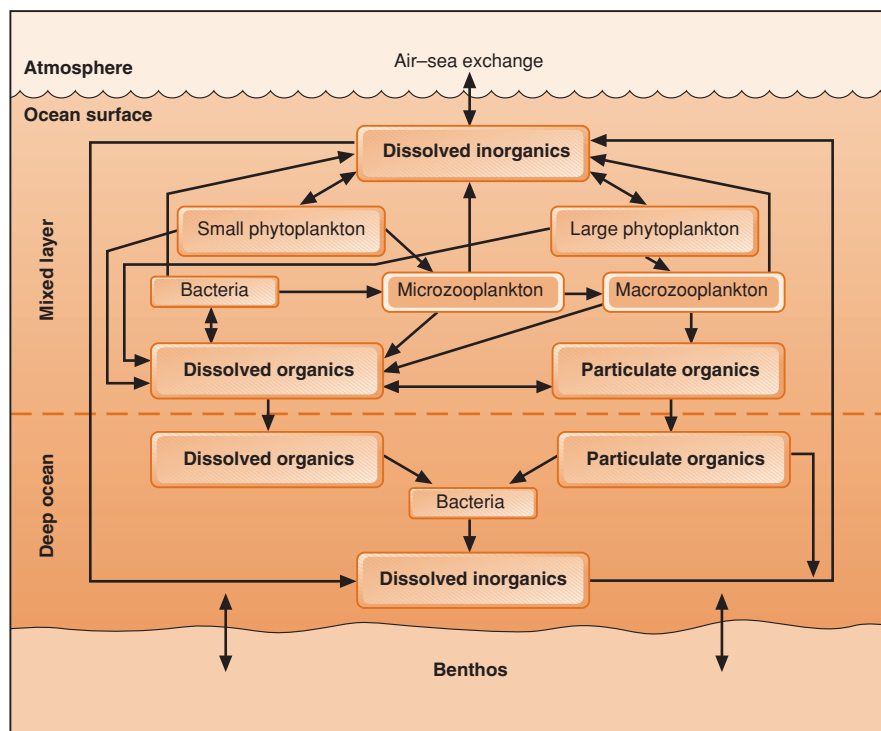 Atmosphere
Air–sea exchange
Ocean surface
Dissolved inorganics
Small phytoplankton
Large phytoplankton
Mixed layer
Bacteria
Microzooplankton
Macrozooplankton
Dissolved organics
Particulate organics
Deep ocean
Dissolved organics
Particulate organics
Bacteria
Dissolved inorganics
Benthos